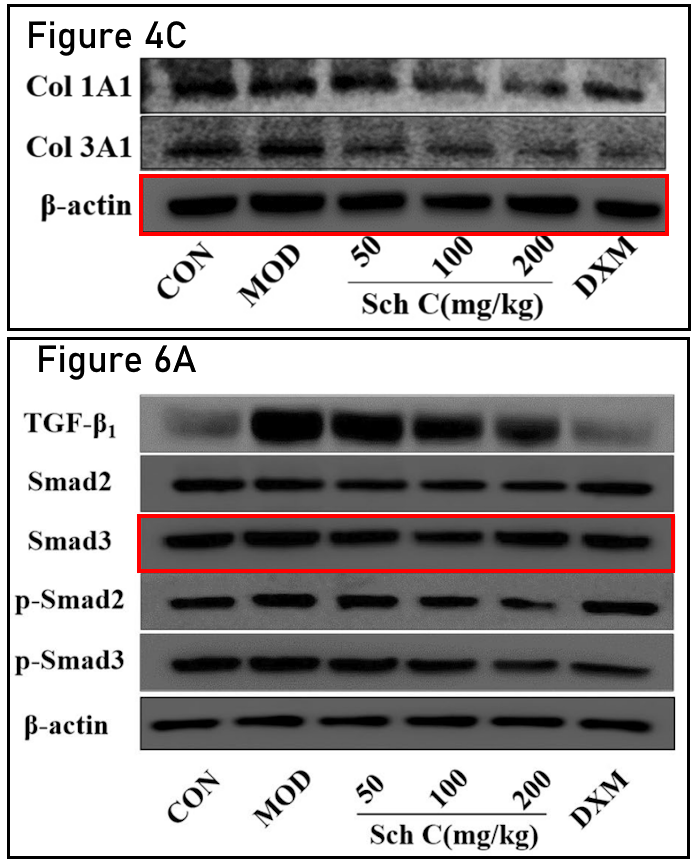 Figure 4C
Col 1A1
Col 3A1
β-actin
CON MOD 50 100 200 DXM
Sch C(mg/kg)
Figure 6A
TGF-β₁
Smad2
Smad3
p-Smad2
p-Smad3
β-actin
CON MOD 50 100 200 DXM
Sch C(mg/kg)